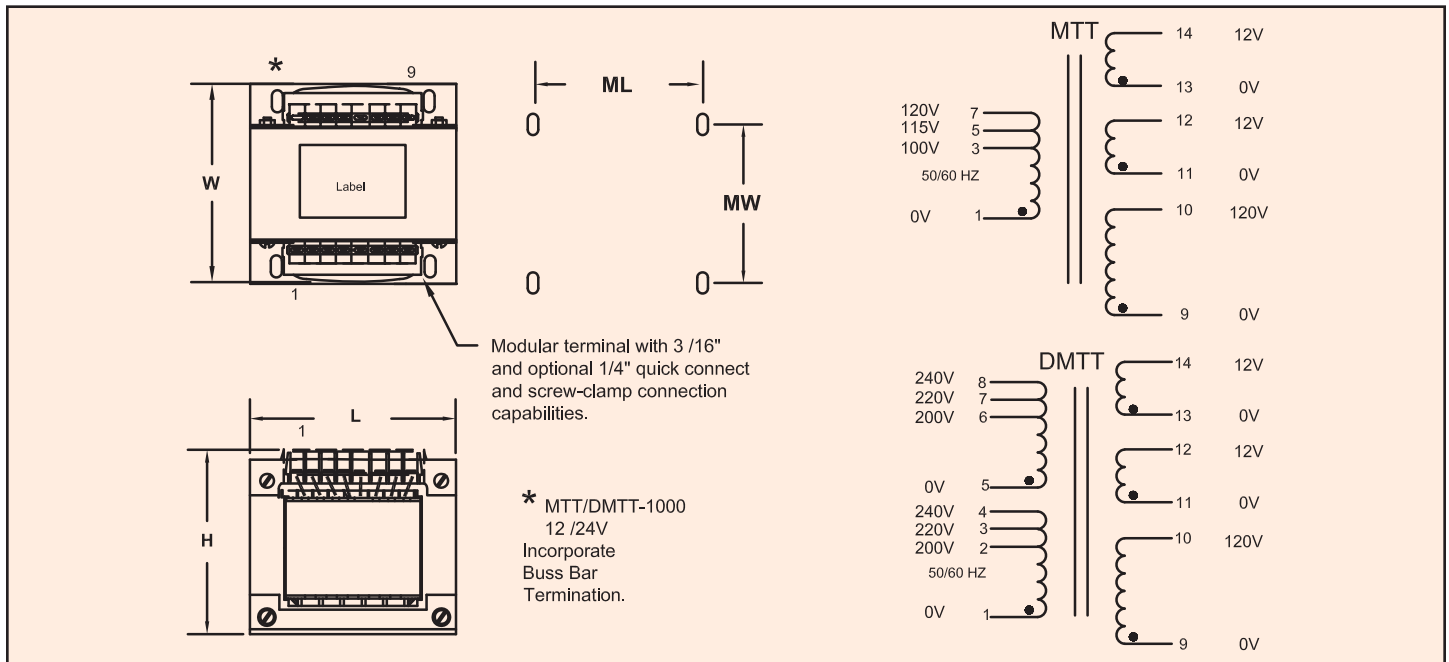 *
9
W
Label
1
ML
MW
Modular terminal with 3 /16"
and optional 1/4" quick connect
and screw-clamp connection
capabilities.
L
1
H
* MTT/DMTT-1000
12 /24V
Incorporate
Buss Bar
Termination.
MTT
120V 7
115V 5
100V 3
50/60 HZ
0V 1
14 12V
13 0V
12 12V
11 0V
10 120V
9 0V
DMTT
240V 8
220V 7
200V 6
0V 5
240V 4
220V 3
200V 2
50/60 HZ
0V 1
14 12V
13 0V
12 12V
11 0V
10 120V
9 0V